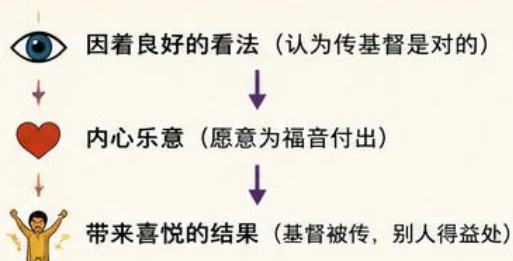 因着良好的看法（认为传基督是对的）
内心乐意（愿意为福音付出）
带来喜悦的结果（基督被传，别人得益处）